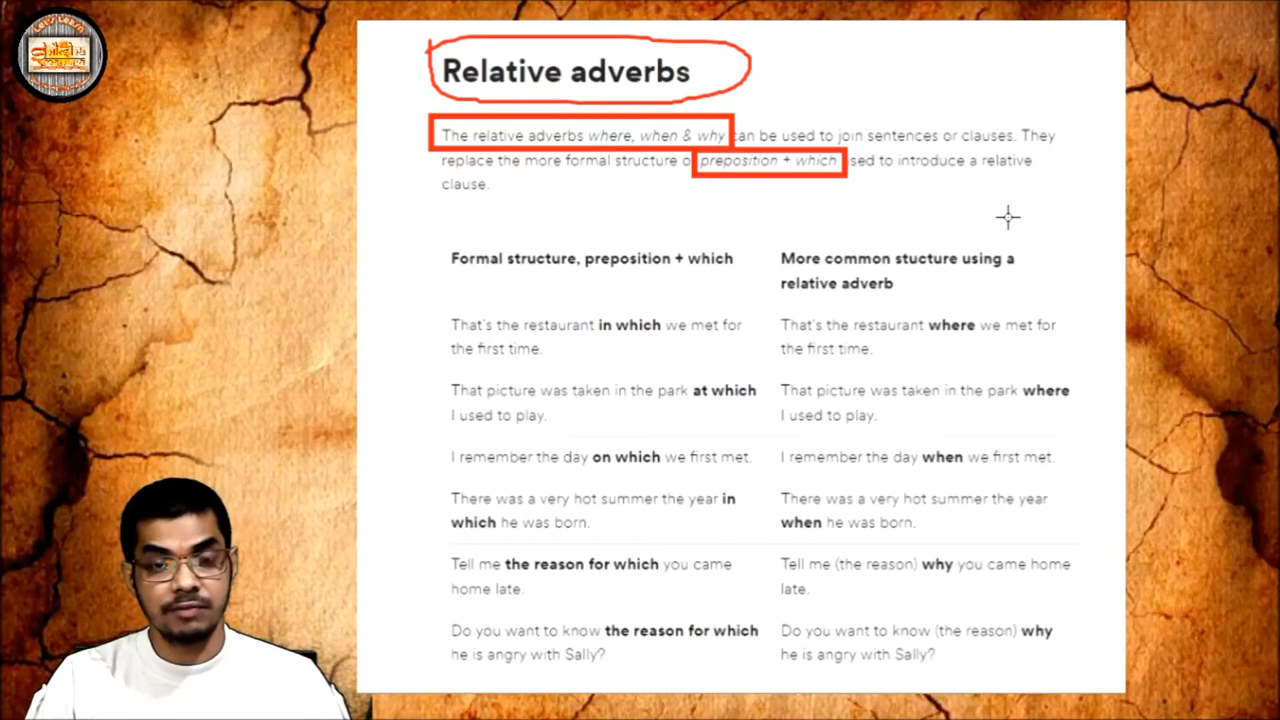 Let's Learn
Relative adverbs
The relative adverbs where, when & why can be used to join sentences or clauses. They
replace the more formal structure o preposition + which sed to introduce a relative
clause.
Formal structure, preposition + which
More common stucture using a
relative adverb
That's the restaurant in which we met for
the first time.
That's the restaurant where we met for
the first time.
That picture was taken in the park at which
I used to play.
That picture was taken in the park where
I used to play.
I remember the day on which we first met.
I remember the day when we first met.
There was a very hot summer the year in
which he was born.
There was a very hot summer the year
when he was born.
Tell me the reason for which you came
home late.
Tell me (the reason) why you came home
late.
Do you want to know the reason for which
he is angry with Sally?
Do you want to know (the reason) why
he is angry with Sally?